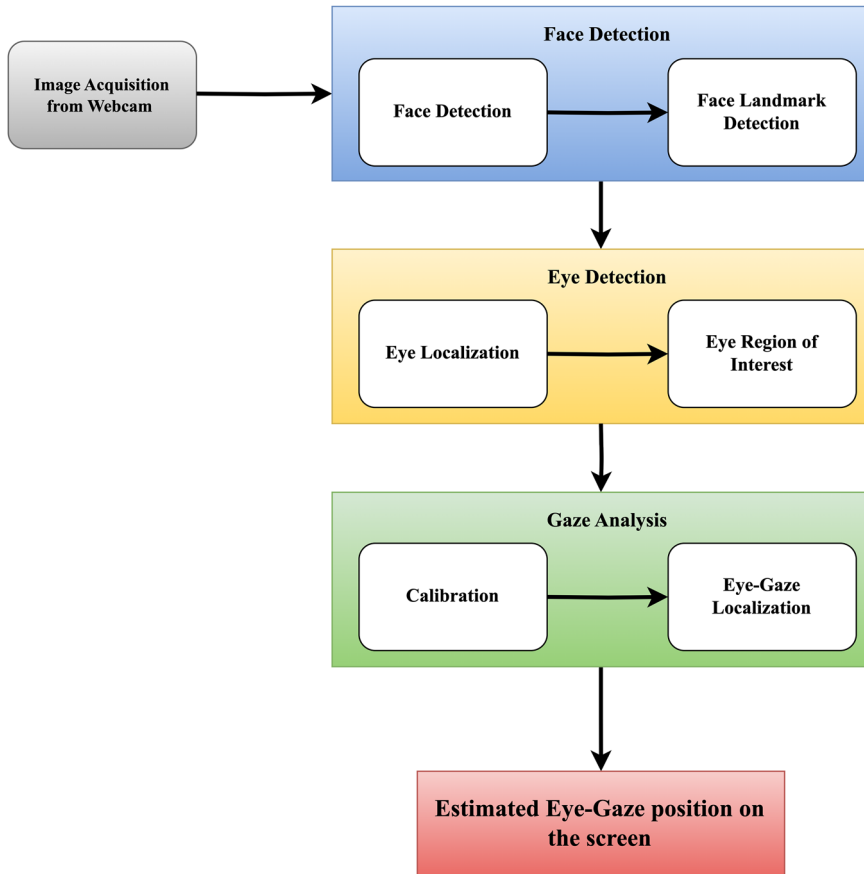 Image Acquisition
from Webcam
Face Detection
Face Detection
Face Landmark
Detection
Eye Detection
Eye Localization
Eye Region of
Interest
Gaze Analysis
Calibration
Eye-Gaze
Localization
Estimated Eye-Gaze position on
the screen